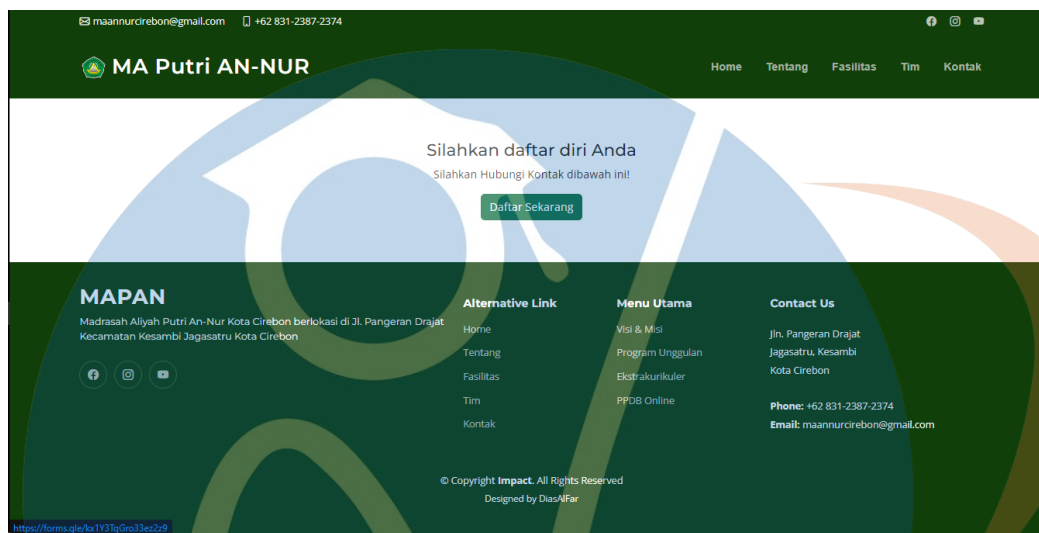 maannurcirebon@gmail.com +62 831-2387-2374
MA Putri AN-NUR
Home Tentang Fasilitas Tim Kontak
Silahkan daftar diri Anda
Silahkan Hubungi Kontak dibawah ini!
Daftar Sekarang
MAPAN
Madrasah Aliyah Putri An-Nur Kota Cirebon berlokasi di Jl. Pangeran Drajat
Kecamatan Kesambi Jagasatru Kota Cirebon
Alternative Link
Home
Tentang
Fasilitas
Tim
Kontak
Menu Utama
Visi & Misi
Program Unggulan
Ekstrakurikuler
PPDB Online
Contact Us
Jln. Pangeran Drajat
Jagasatru, Kesambi
Kota Cirebon
Phone: +62 831-2387-2374
Email: maannurcirebon@gmail.com
© Copyright Impact. All Rights Reserved
Designed by DiasAlFar
https://forms.gle/kx1Y3TqGro33ez2z9